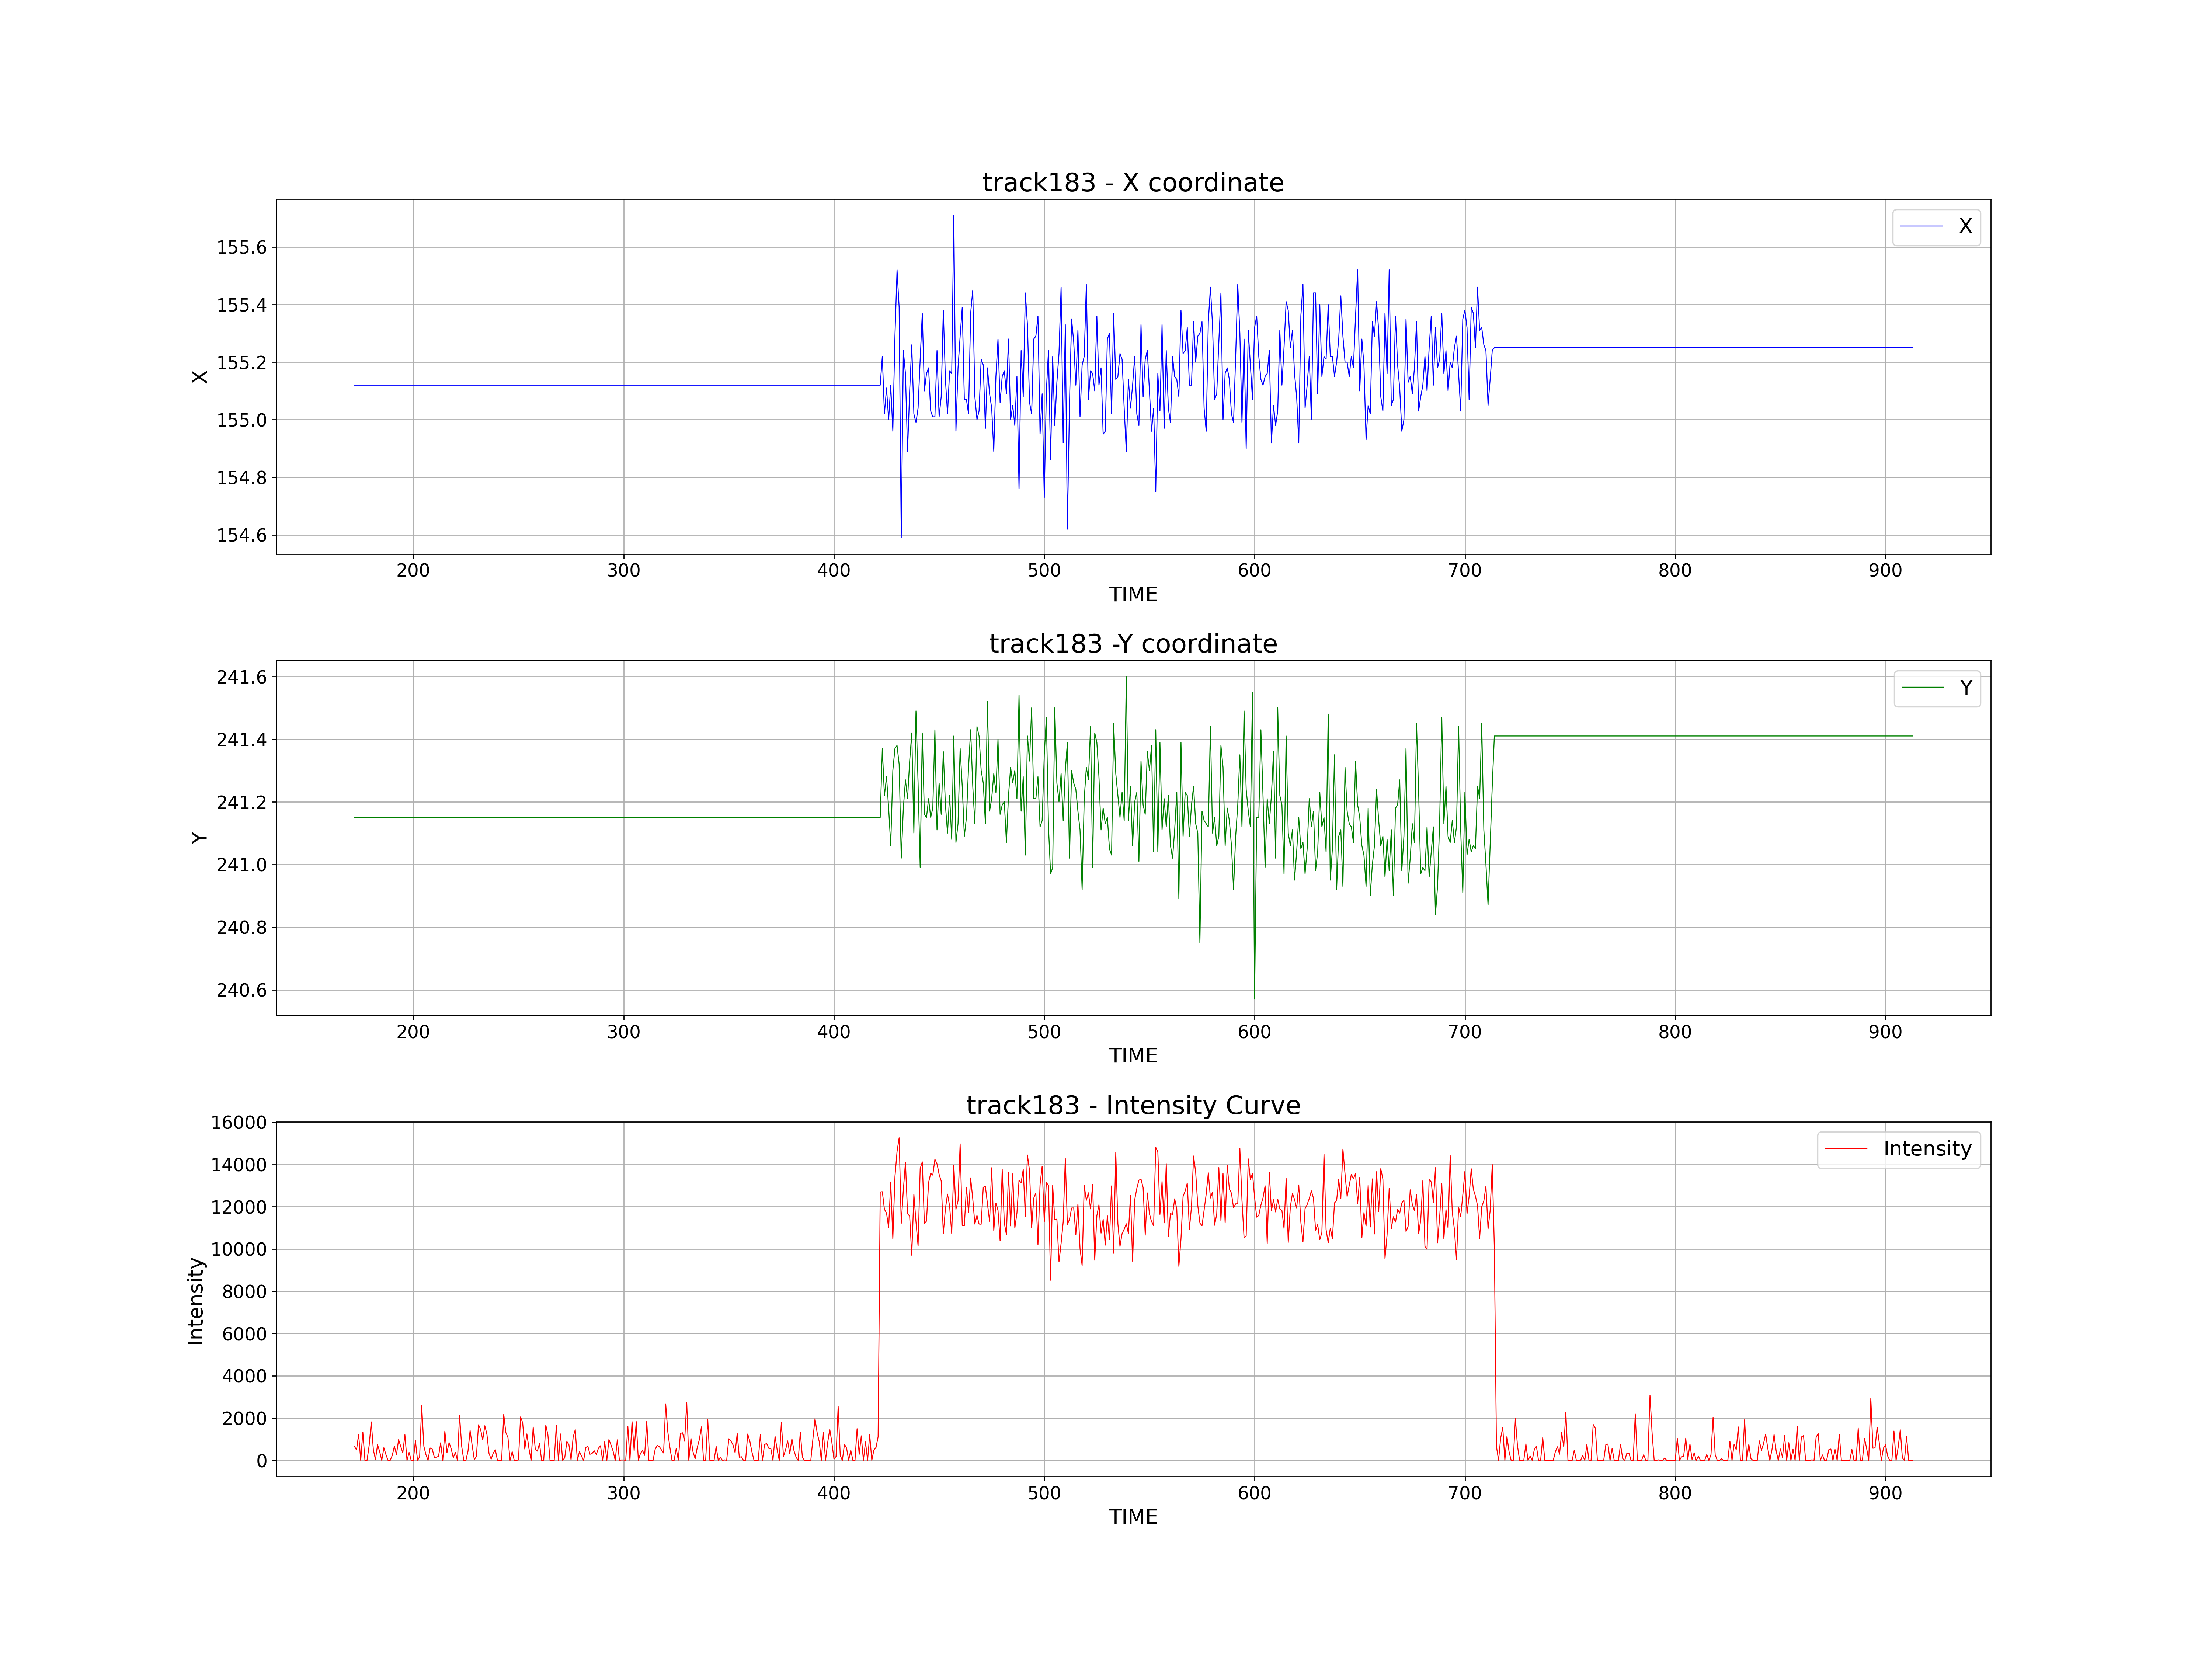 track183 - X coordinate
X
155.6
155.4
155.2
155.0
154.8
154.6
X
200 300 400 500 600 700 800 900
TIME
track183 -Y coordinate
Y
241.6
241.4
241.2
241.0
240.8
240.6
Y
200 300 400 500 600 700 800 900
TIME
track183 - Intensity Curve
Intensity
16000
14000
12000
10000
8000
6000
4000
2000
0
Intensity
200 300 400 500 600 700 800 900
TIME